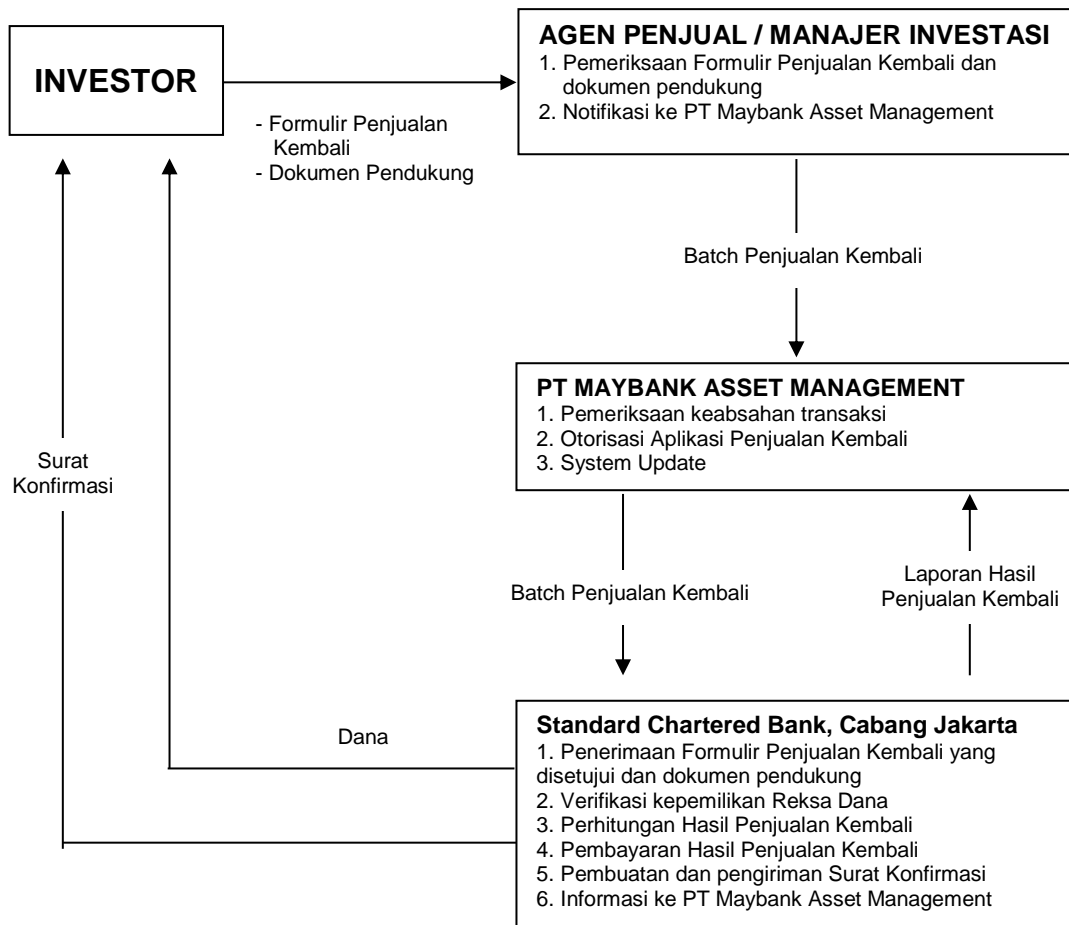 INVESTOR
AGEN PENJUAL / MANAJER INVESTASI
1. Pemeriksaan Formulir Penjualan Kembali dan
dokumen pendukung
2. Notifikasi ke PT Maybank Asset Management
- Formulir Penjualan
Kembali
- Dokumen Pendukung
Batch Penjualan Kembali
PT MAYBANK ASSET MANAGEMENT
1. Pemeriksaan keabsahan transaksi
2. Otorisasi Aplikasi Penjualan Kembali
3. System Update
Surat
Konfirmasi
Batch Penjualan Kembali
Laporan Hasil
Penjualan Kembali
Dana
Standard Chartered Bank, Cabang Jakarta
1. Penerimaan Formulir Penjualan Kembali yang
disetujui dan dokumen pendukung
2. Verifikasi kepemilikan Reksa Dana
3. Perhitungan Hasil Penjualan Kembali
4. Pembayaran Hasil Penjualan Kembali
5. Pembuatan dan pengiriman Surat Konfirmasi
6. Informasi ke PT Maybank Asset Management